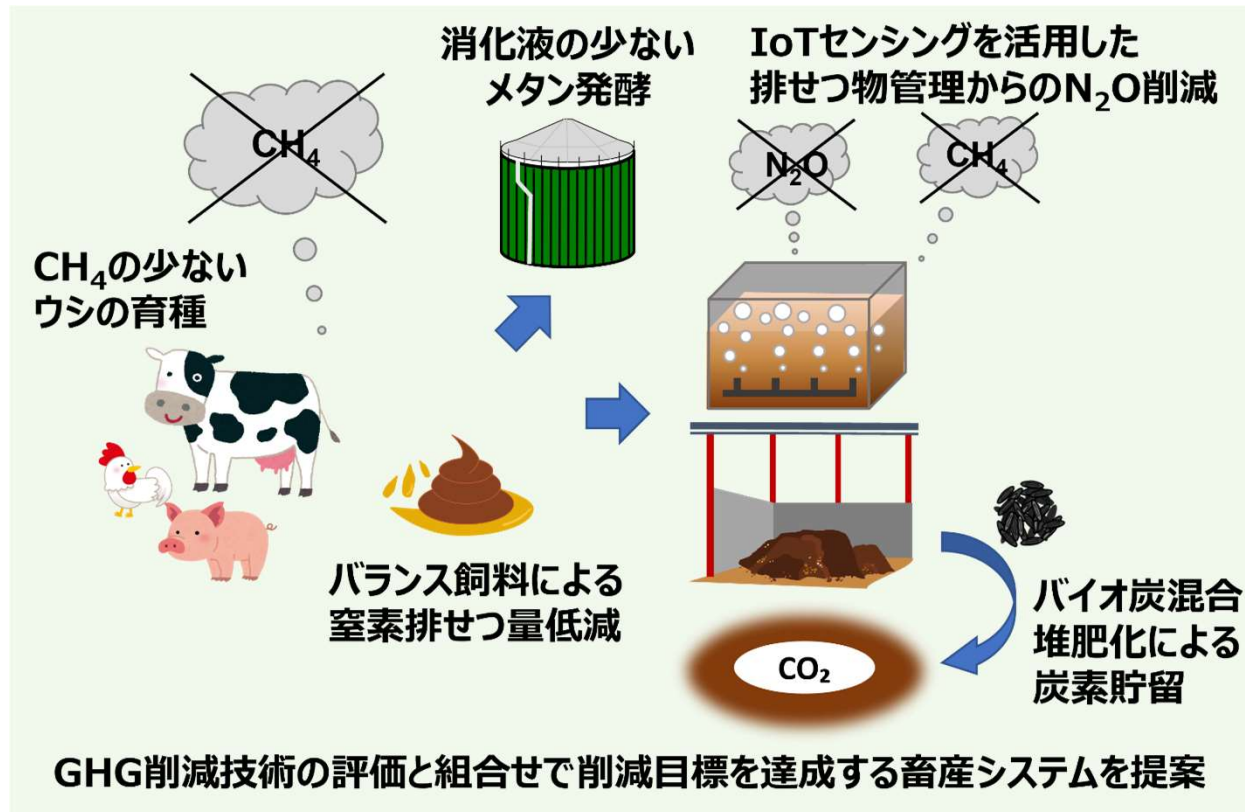 消化液の少ない
メタン発酵
IoTセンシングを活用した
排せつ物管理からのN₂O削減
CH₄
N₂O
CH₄
CH₄の少ない
ウシの育種
バランス飼料による
窒素排せつ量低減
バイオ炭混合
堆肥化による
炭素貯留
CO₂
GHG削減技術の評価と組合せで削減目標を達成する畜産システムを提案